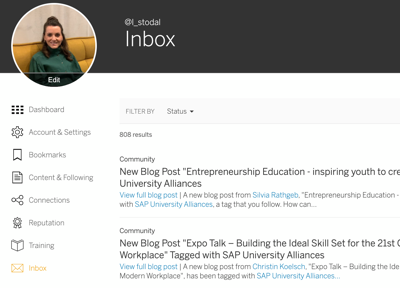 @l_stodal
Inbox
Edit
Dashboard
Account & Settings
Bookmarks
Content & Following
Connections
Reputation
Training
Inbox
FILTER BY Status
808 results
Community
New Blog Post "Entrepreneurship Education - inspiring youth to cre
University Alliances
View full blog post | A new blog post from Silvia Rathgeb, "Entrepreneurship Education -
with SAP University Alliances, a tag that you follow. How can...
Community
New Blog Post "Expo Talk – Building the Ideal Skill Set for the 21st C
Workplace" Tagged with SAP University Alliances
View full blog post | A new blog post from Christin Koelsch, "Expo Talk – Building the Id
Modern Workplace", has been tagged with SAP University Alliances...